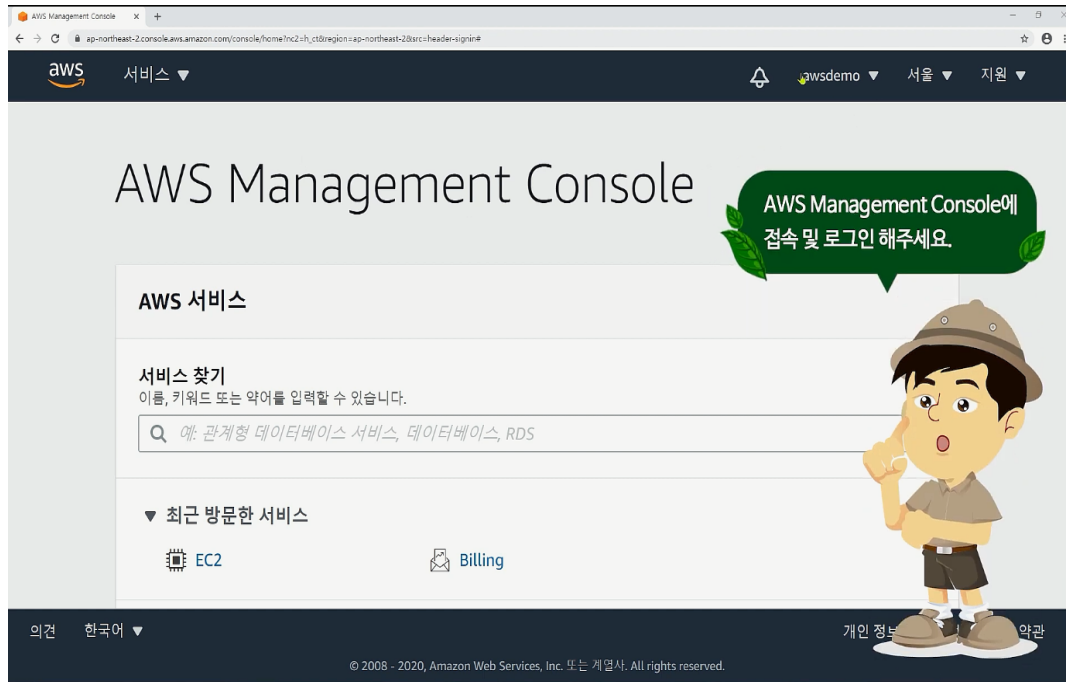 AWS Management Console
ap-northeast-2.console.aws.amazon.com/console/home?nc2=h_ct&region=ap-northeast-2&src=header-signin#
aws 서비스 ▼ awsdemo ▼ 서울 ▼ 지원 ▼
AWS Management Console
AWS Management Console에
접속 및 로그인 해주세요.
AWS 서비스
서비스 찾기
이름, 키워드 또는 약어를 입력할 수 있습니다.
예: 관계형 데이터베이스 서비스, 데이터베이스, RDS
▼ 최근 방문한 서비스
EC2 Billing
의견 한국어 ▼ 개인 정보 약관
© 2008 - 2020, Amazon Web Services, Inc. 또는 계열사. All rights reserved.